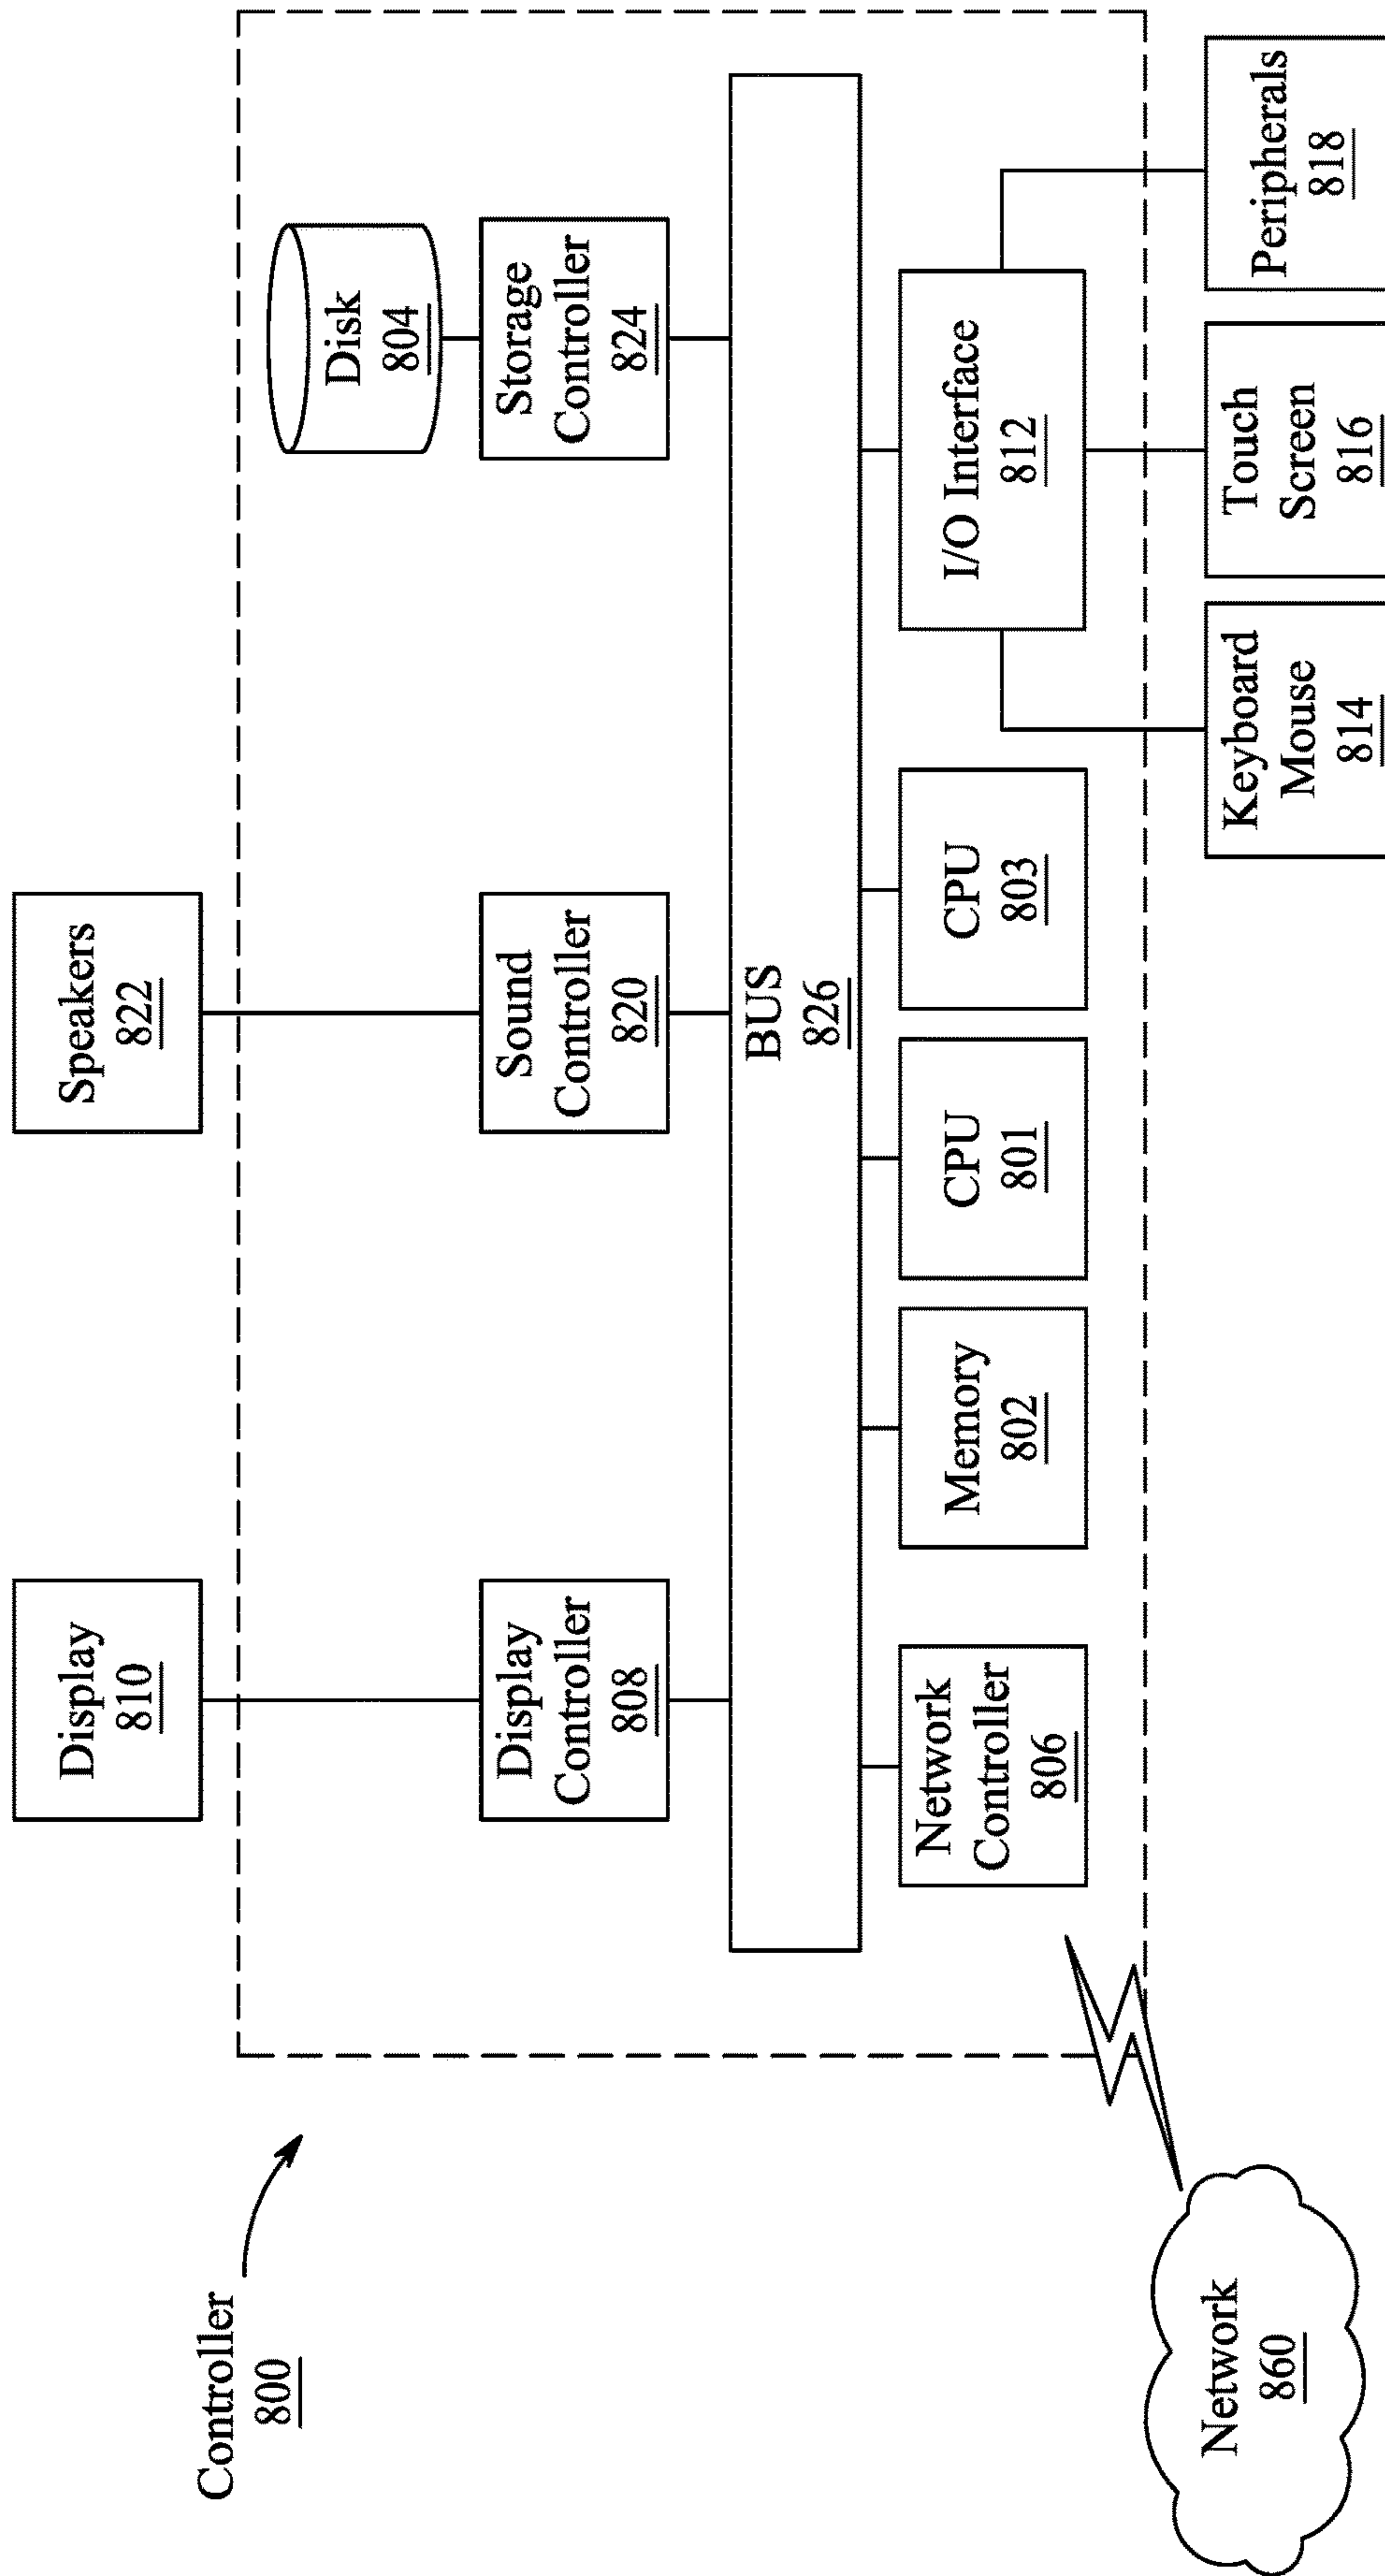 Controller
800
Display
810
Speakers
822
Disk
804
Display
Controller
808
Sound
Controller
820
Storage
Controller
824
BUS
826
Network
Controller
806
Memory
802
CPU
801
CPU
803
I/O Interface
812
Network
860
Keyboard
Mouse
814
Touch
Screen
816
Peripherals
818